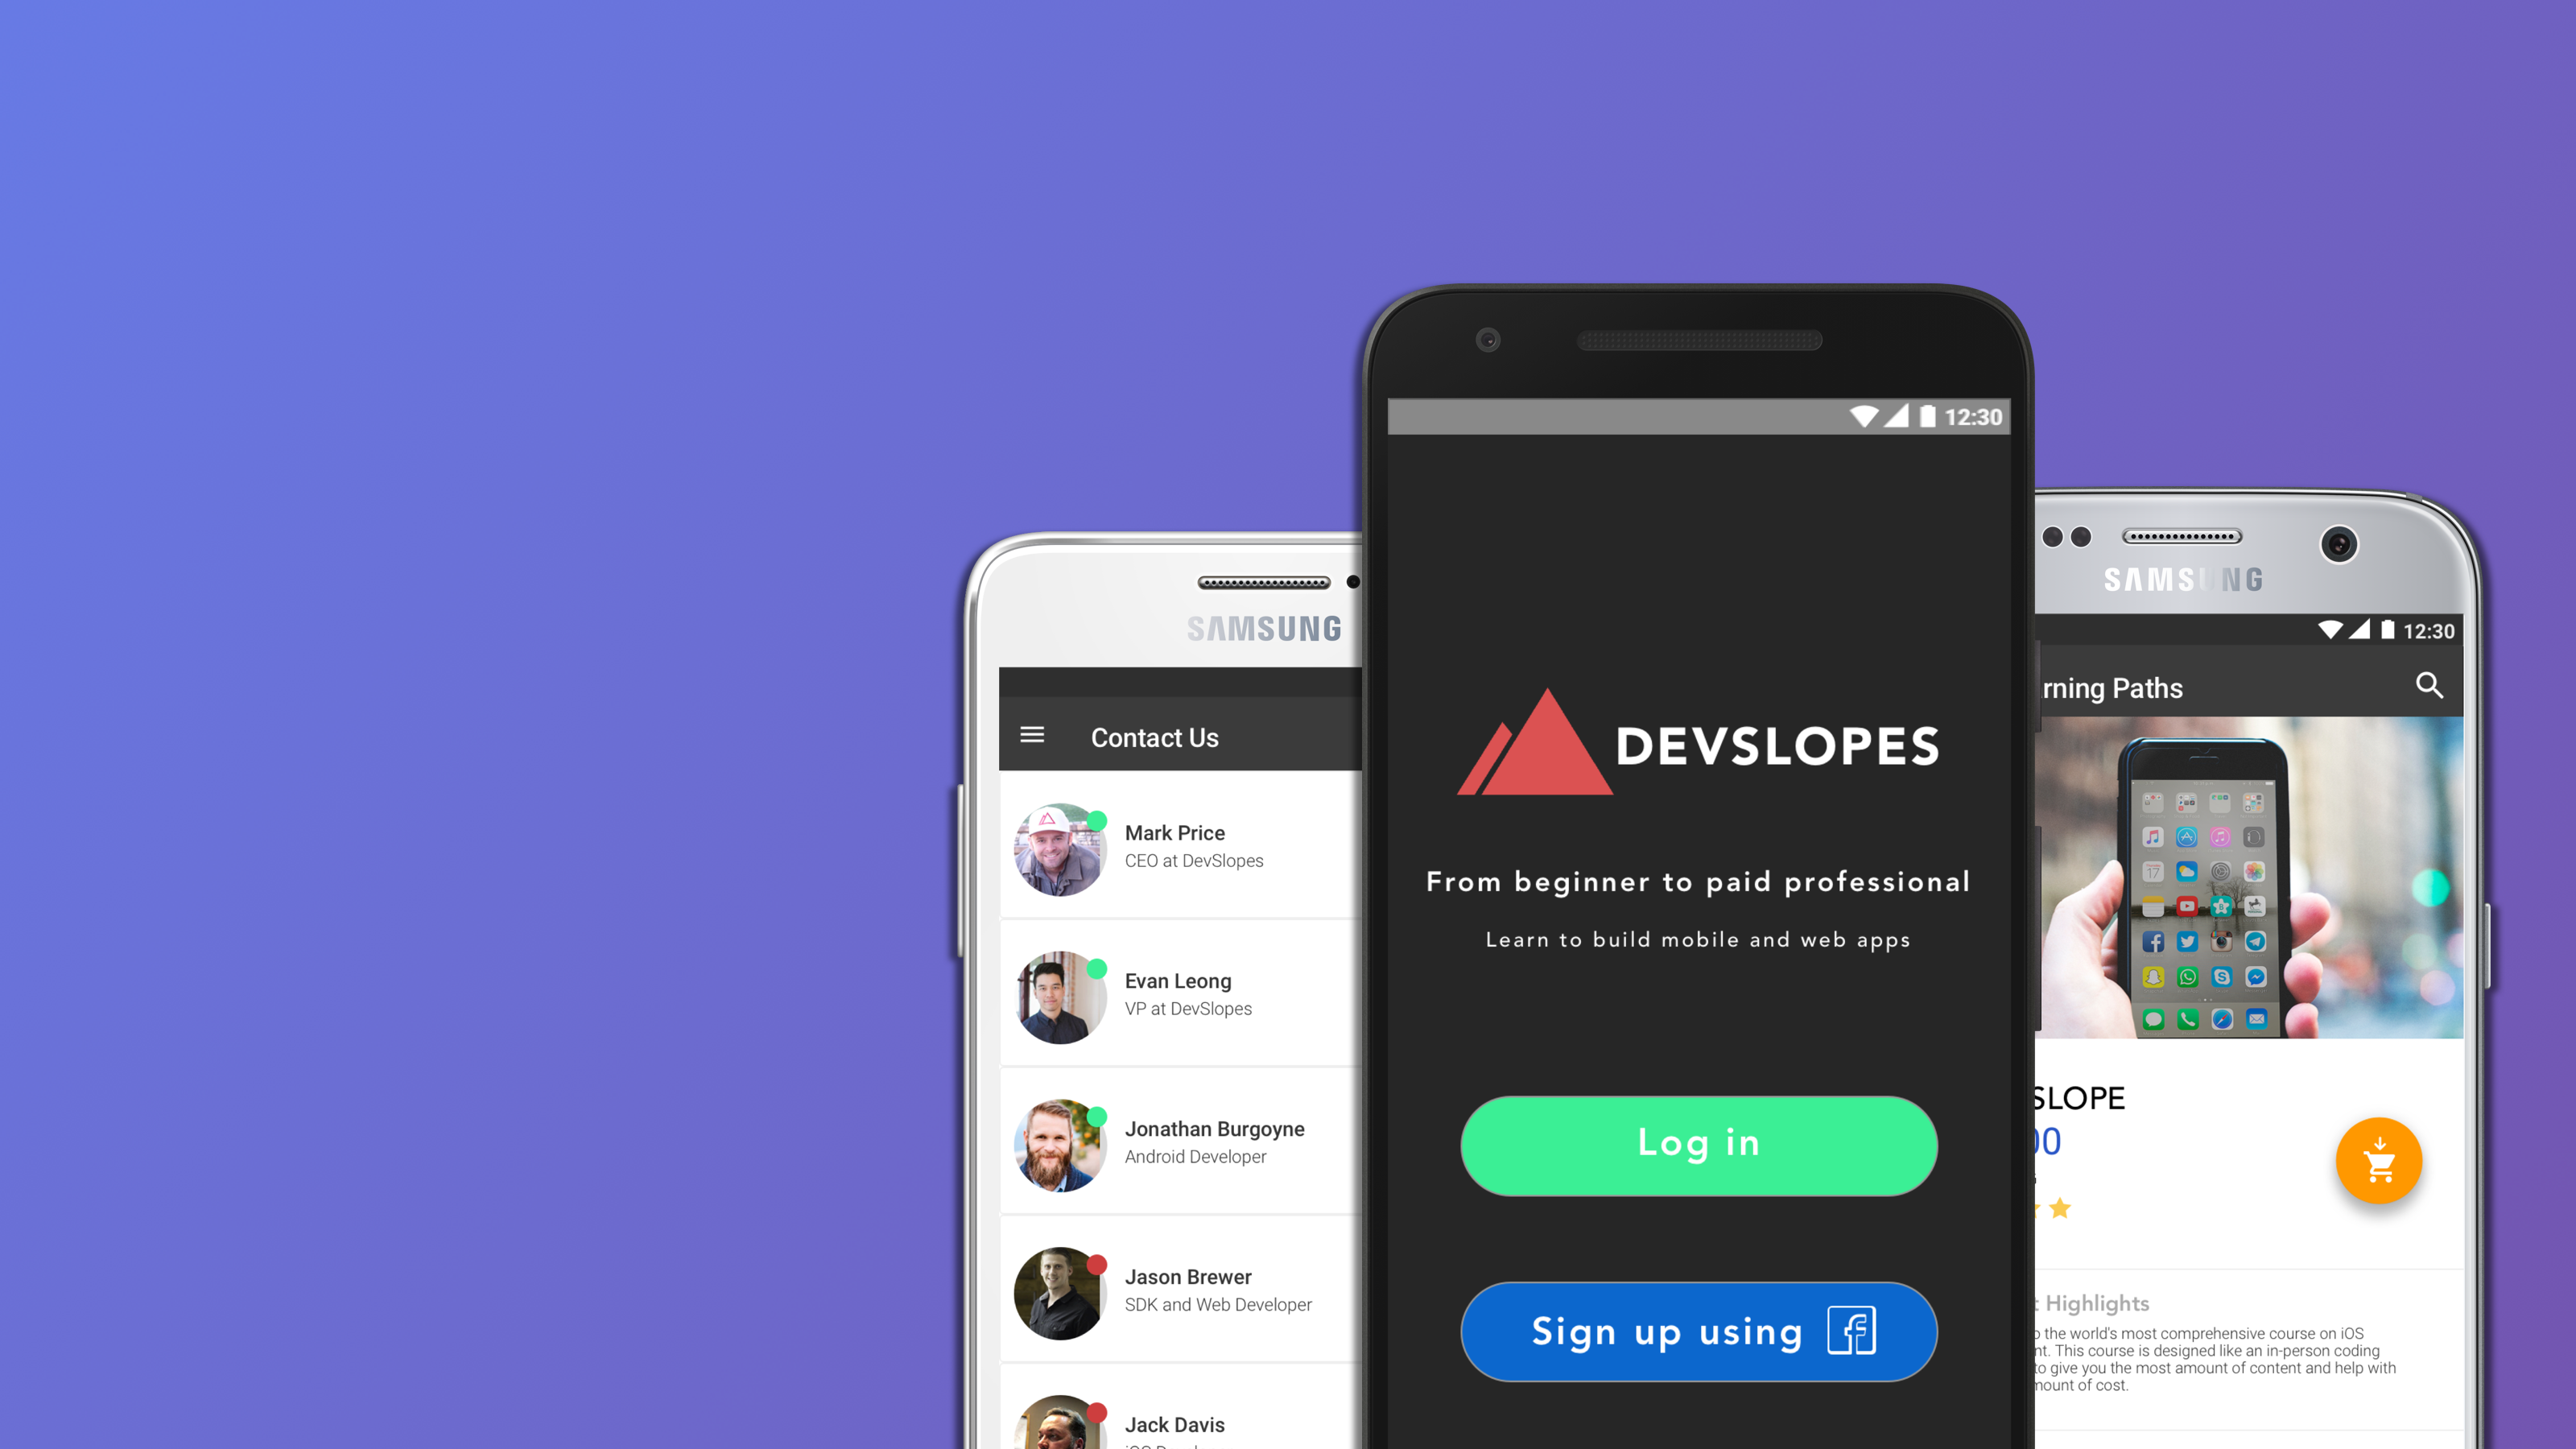 SAMSUNG
Contact Us
Mark Price
CEO at DevSlopes
Evan Leong
VP at DevSlopes
Jonathan Burgoyne
Android Developer
Jason Brewer
SDK and Web Developer
Jack Davis
12:30
DEVSLOPES
From beginner to paid professional
Learn to build mobile and web apps
Log in
Sign up using
SAMSUNG
12:30
rning Paths
17
SLOPE
00
Highlights
the world's most comprehensive course on iOS
nt. This course is designed like an in-person coding
to give you the most amount of content and help with
mount of cost.